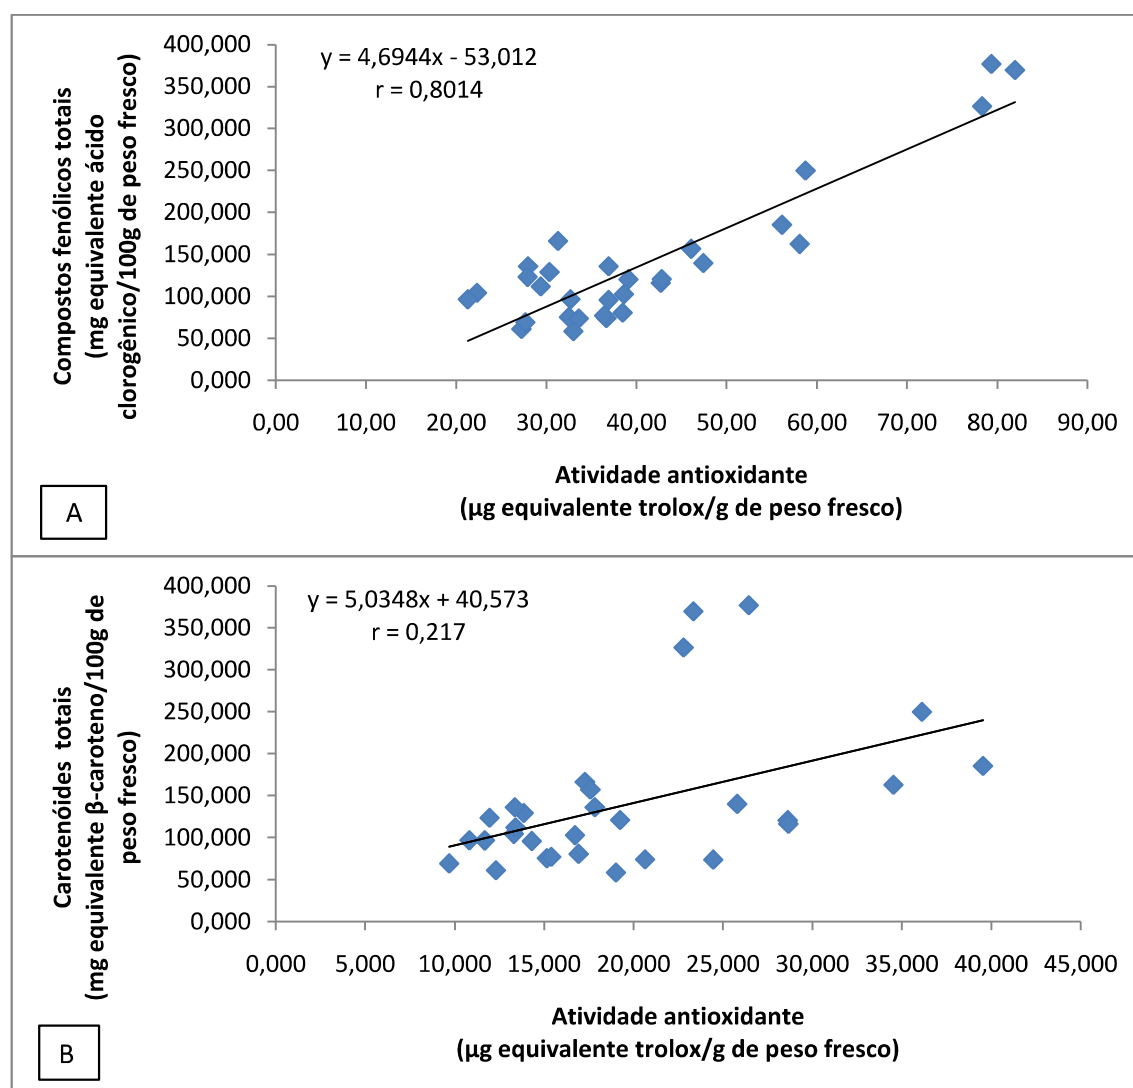 400,000
350,000
300,000
250,000
200,000
150,000
100,000
50,000
0,000
y = 4,6944x - 53,012
r = 0,8014
Compostos fenólicos totais
(mg equivalente ácido
clorogênico/100g de peso fresco)
0,00 10,00 20,00 30,00 40,00 50,00 60,00 70,00 80,00 90,00
Atividade antioxidante
(µg equivalente trolox/g de peso fresco)
A
400,000
350,000
300,000
250,000
200,000
150,000
100,000
50,000
0,000
y = 5,0348x + 40,573
r = 0,217
Carotenóides totais
(mg equivalente β-caroteno/100g de
peso fresco)
0,000 5,000 10,000 15,000 20,000 25,000 30,000 35,000 40,000 45,000
Atividade antioxidante
(µg equivalente trolox/g de peso fresco)
B